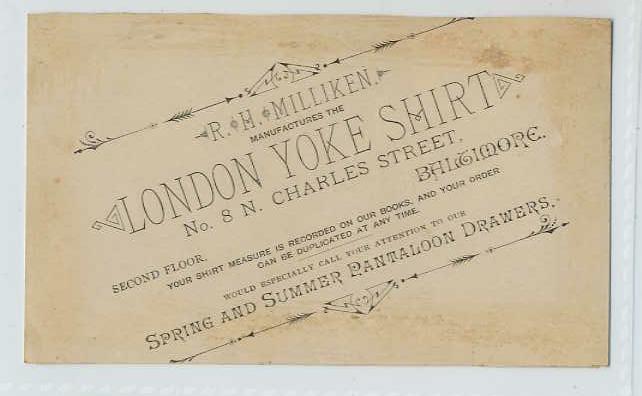 R. H. MILLIKEN.
MANUFACTURES THE
LONDON YOKE SHIRT
No. 8 N. CHARLES STREET.
BALTIMORE.
SECOND FLOOR.
YOUR SHIRT MEASURE IS RECORDED ON OUR BOOKS, AND YOUR ORDER
CAN BE DUPLICATED AT ANY TIME.
WOULD ESPECIALLY CALL YOUR ATTENTION TO OUR
SPRING AND SUMMER PANTALOON DRAWERS.